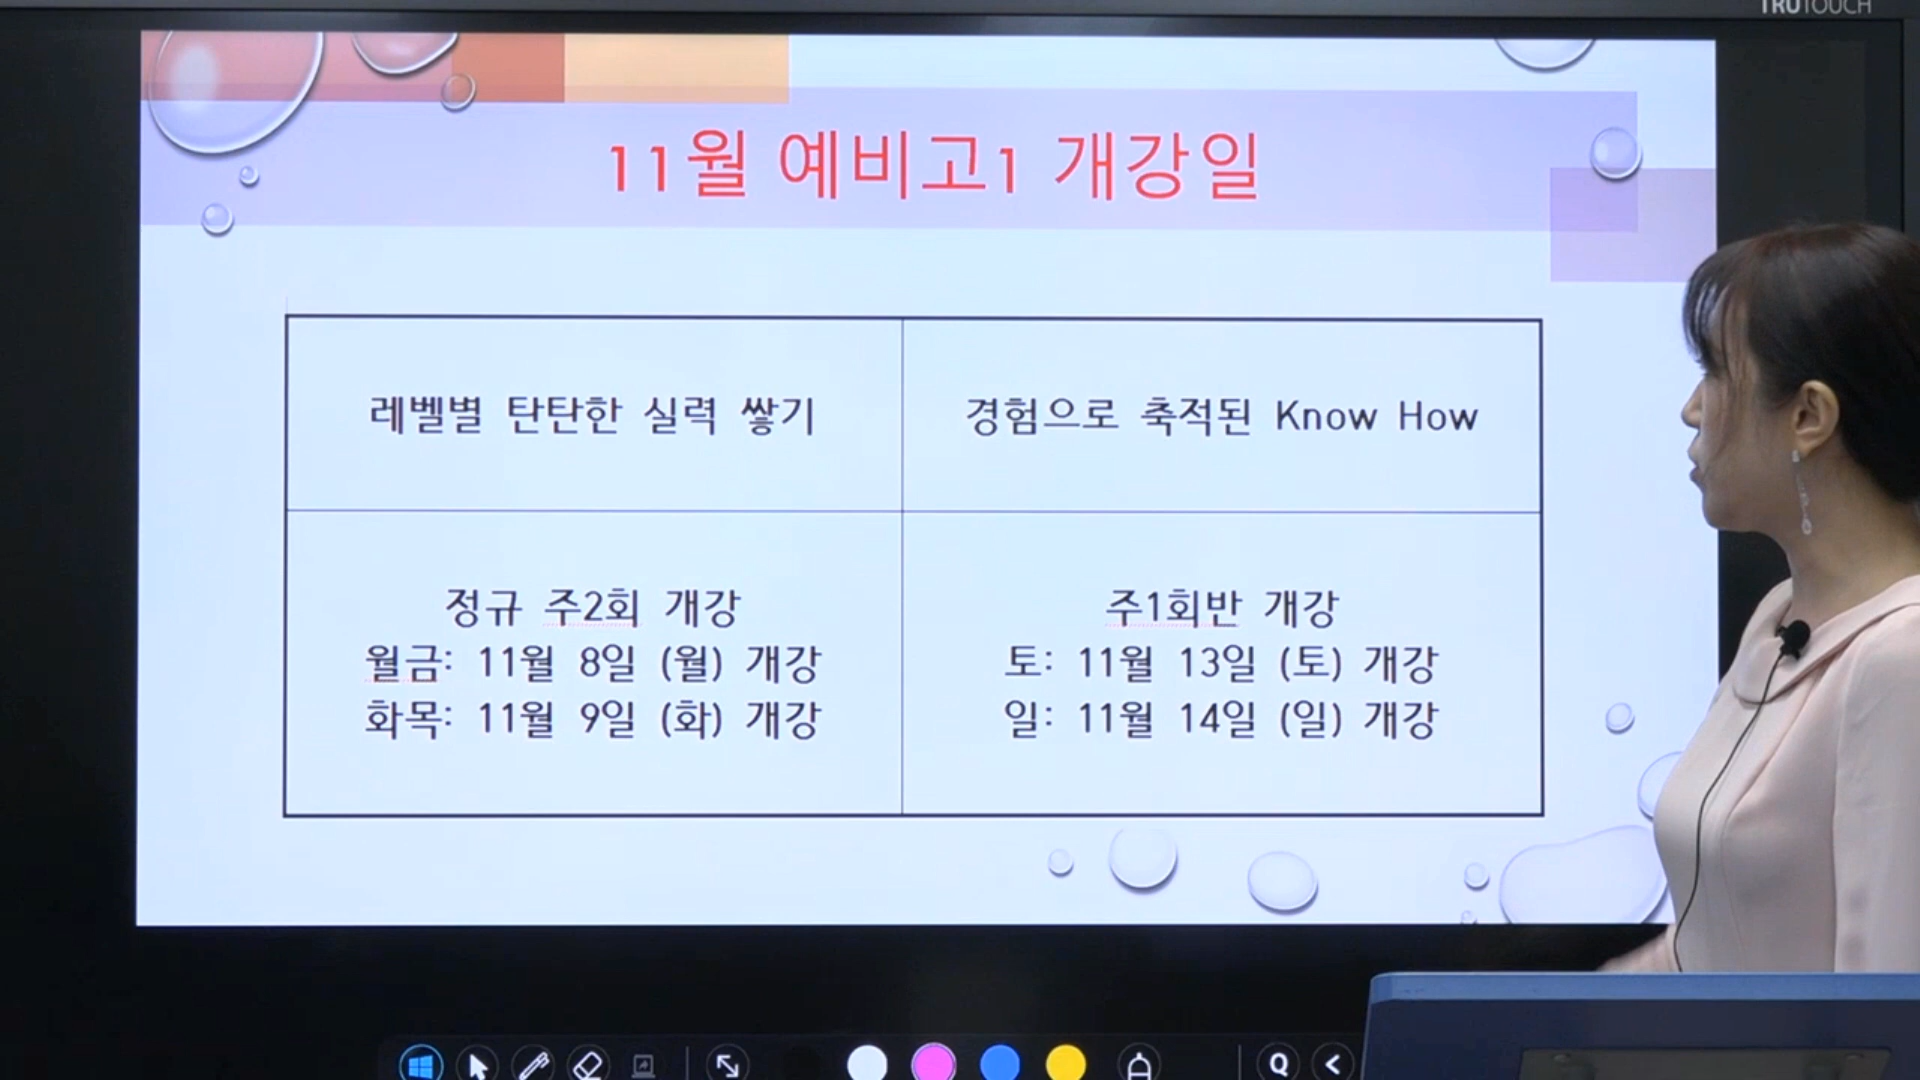 TRUTOUCH
11월 예비고1 개강일
레벨별 탄탄한 실력 쌓기
경험으로 축적된 Know How
정규 주2회 개강
월금: 11월 8일 (월) 개강
화목: 11월 9일 (화) 개강
주1회반 개강
토: 11월 13일 (토) 개강
일: 11월 14일 (일) 개강